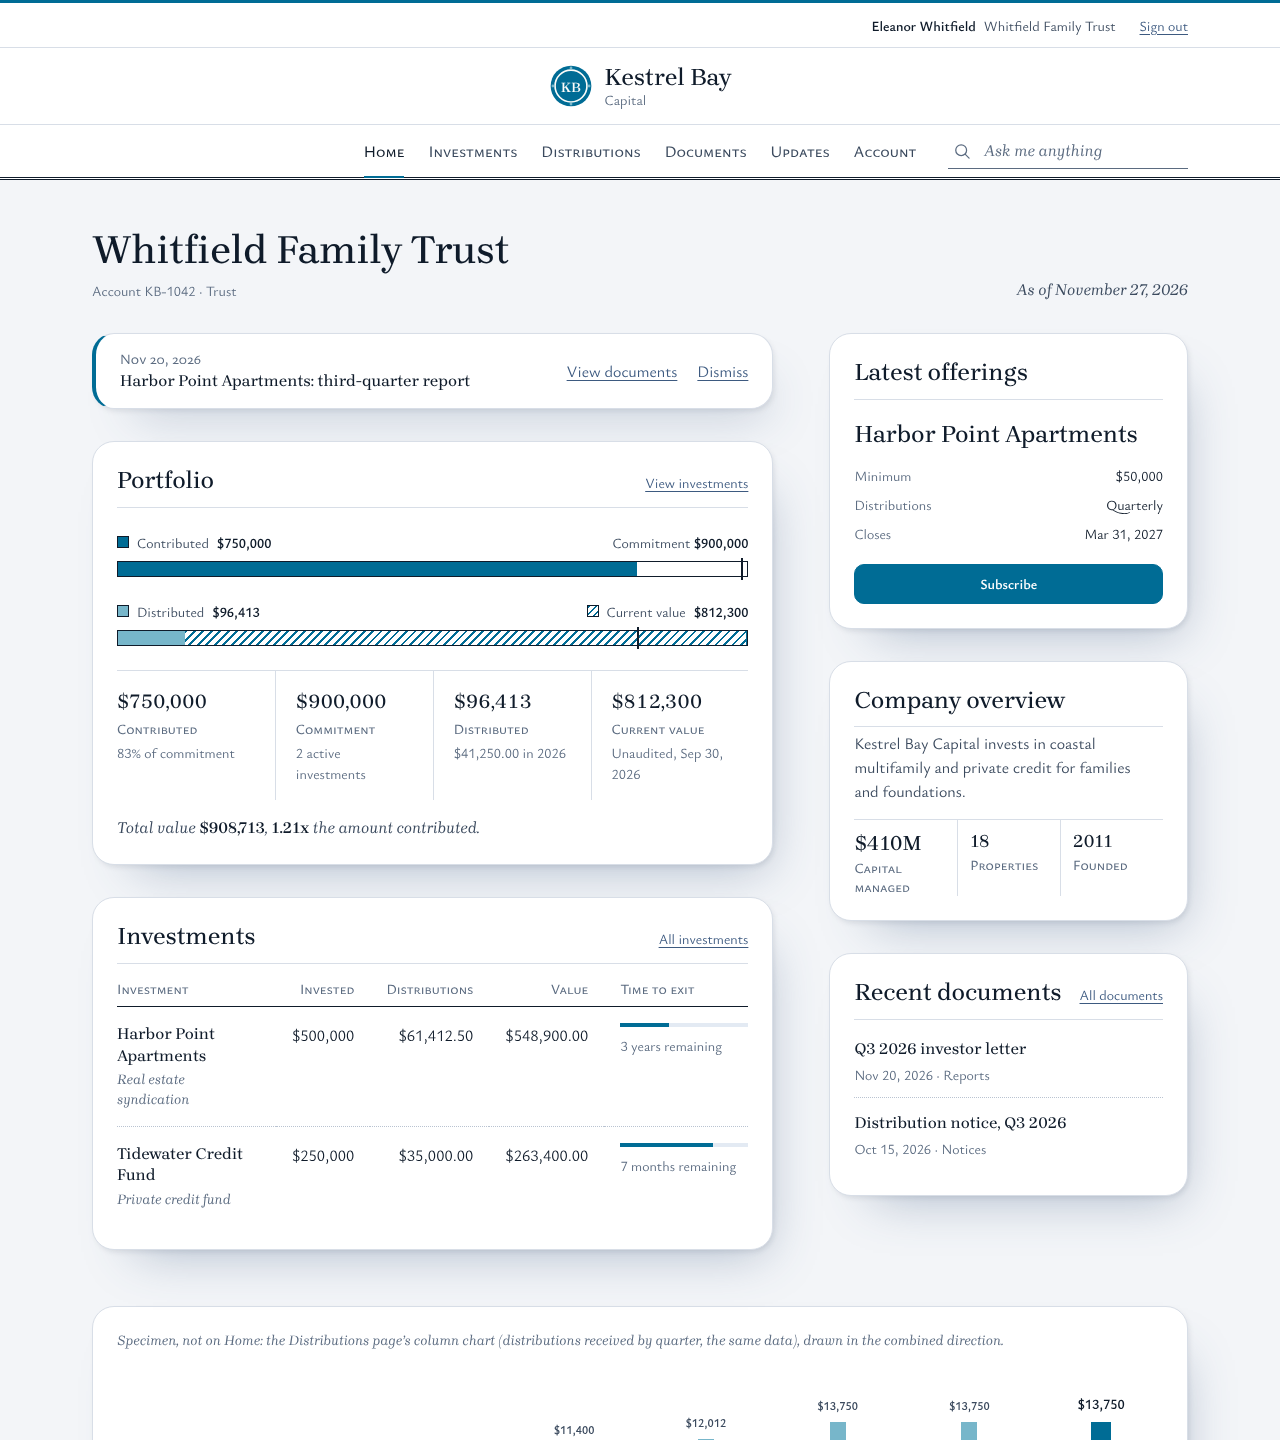 Eleanor Whitfield Whitfield Family Trust Sign out
KB
Kestrel Bay
Capital
Home Investments Distributions Documents Updates Account Ask me anything
Whitfield Family Trust
Account KB-1042 · Trust
As of November 27, 2026
Nov 20, 2026
Harbor Point Apartments: third-quarter report
View documents Dismiss
Portfolio
View investments
Contributed $750,000 Commitment $900,000
Distributed $96,413 Current value $812,300
$750,000
Contributed
83% of commitment
$900,000
Commitment
2 active
investments
$96,413
Distributed
$41,250.00 in 2026
$812,300
Current value
Unaudited, Sep 30,
2026
Total value $908,713, 1.21x the amount contributed.
Investments
All investments
Investment Invested Distributions Value Time to exit
Harbor Point
Apartments
Real estate
syndication
$500,000 $61,412.50 $548,900.00
3 years remaining
Tidewater Credit
Fund
Private credit fund
$250,000 $35,000.00 $263,400.00
7 months remaining
Latest offerings
Harbor Point Apartments
Minimum $50,000
Distributions Quarterly
Closes Mar 31, 2027
Subscribe
Company overview
Kestrel Bay Capital invests in coastal
multifamily and private credit for families
and foundations.
$410M
Capital
managed
18
Properties
2011
Founded
Recent documents
All documents
Q3 2026 investor letter
Nov 20, 2026 · Reports
Distribution notice, Q3 2026
Oct 15, 2026 · Notices
Specimen, not on Home: the Distributions page's column chart (distributions received by quarter, the same data), drawn in the combined direction.
$11,400 $12,012 $13,750 $13,750 $13,750